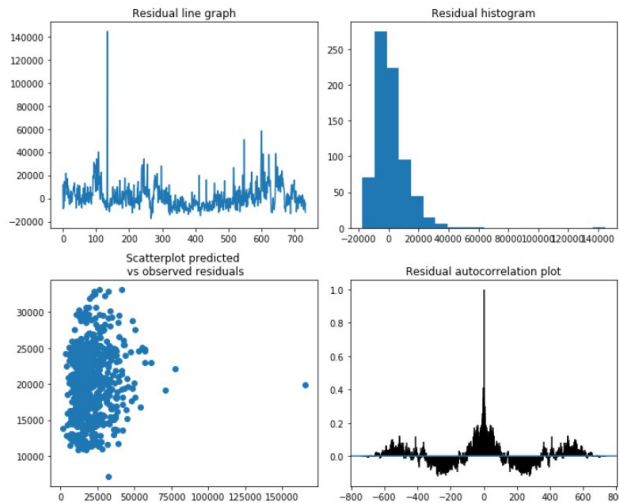 Residual line graph
140000
120000
100000
80000
60000
40000
20000
0
−20000
0 100 200 300 400 500 600 700
Residual histogram
250
200
150
100
50
0
−20000 0 20000 40000 60000 80000 100000 120000 140000
Scatterplot predicted
vs observed residuals
30000
25000
20000
15000
10000
0 25000 50000 75000 100000 125000 150000
Residual autocorrelation plot
1.0
0.8
0.6
0.4
0.2
0.0
−800 −600 −400 −200 0 200 400 600 800